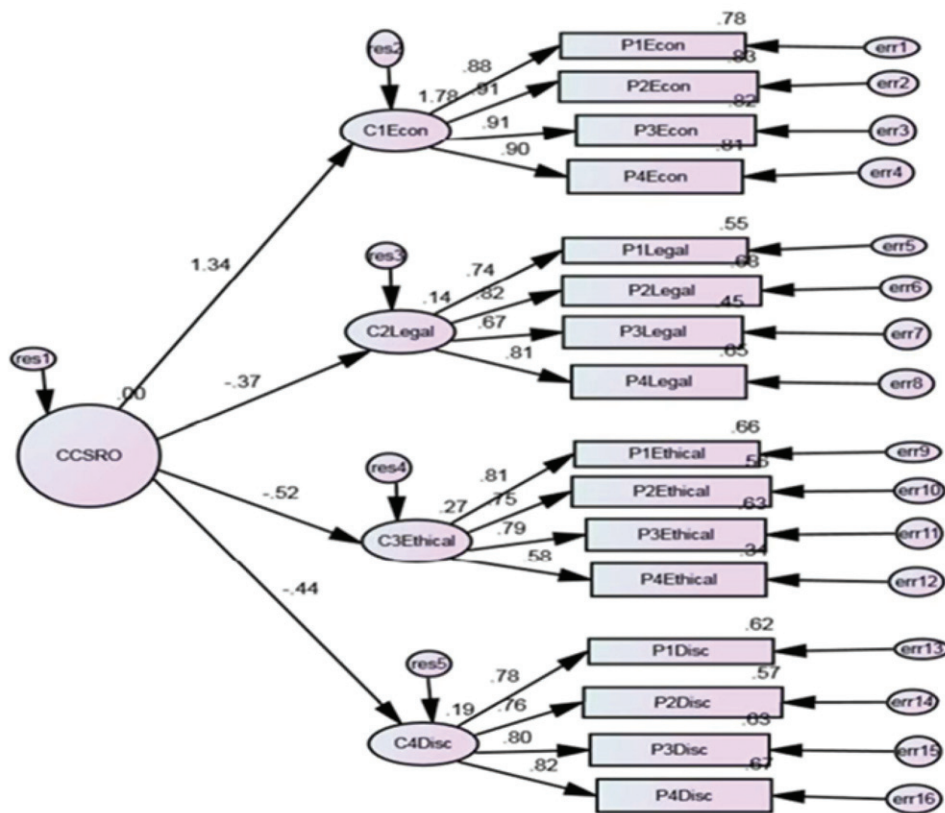 .78
res2
P1Econ
err1
.88
.83
1.78
.91
P2Econ
err2
.82
C1Econ
.91
P3Econ
err3
.81
.90
P4Econ
err4
1.34
.55
res3
.74
P1Legal
err5
.68
.14
.82
P2Legal
err6
.45
C2Legal
.67
P3Legal
err7
.65
.81
P4Legal
err8
res1
-.37
.00
CCSRO
.66
res4
.81
P1Ethical
err9
.27
.75
P2Ethical
err10
.63
-.52
C3Ethical
.79
P3Ethical
err11
.34
.58
P4Ethical
err12
-.44
.62
res5
.78
P1Disc
err13
.57
.19
.76
P2Disc
err14
.63
C4Disc
.80
P3Disc
err15
.67
.82
P4Disc
err16